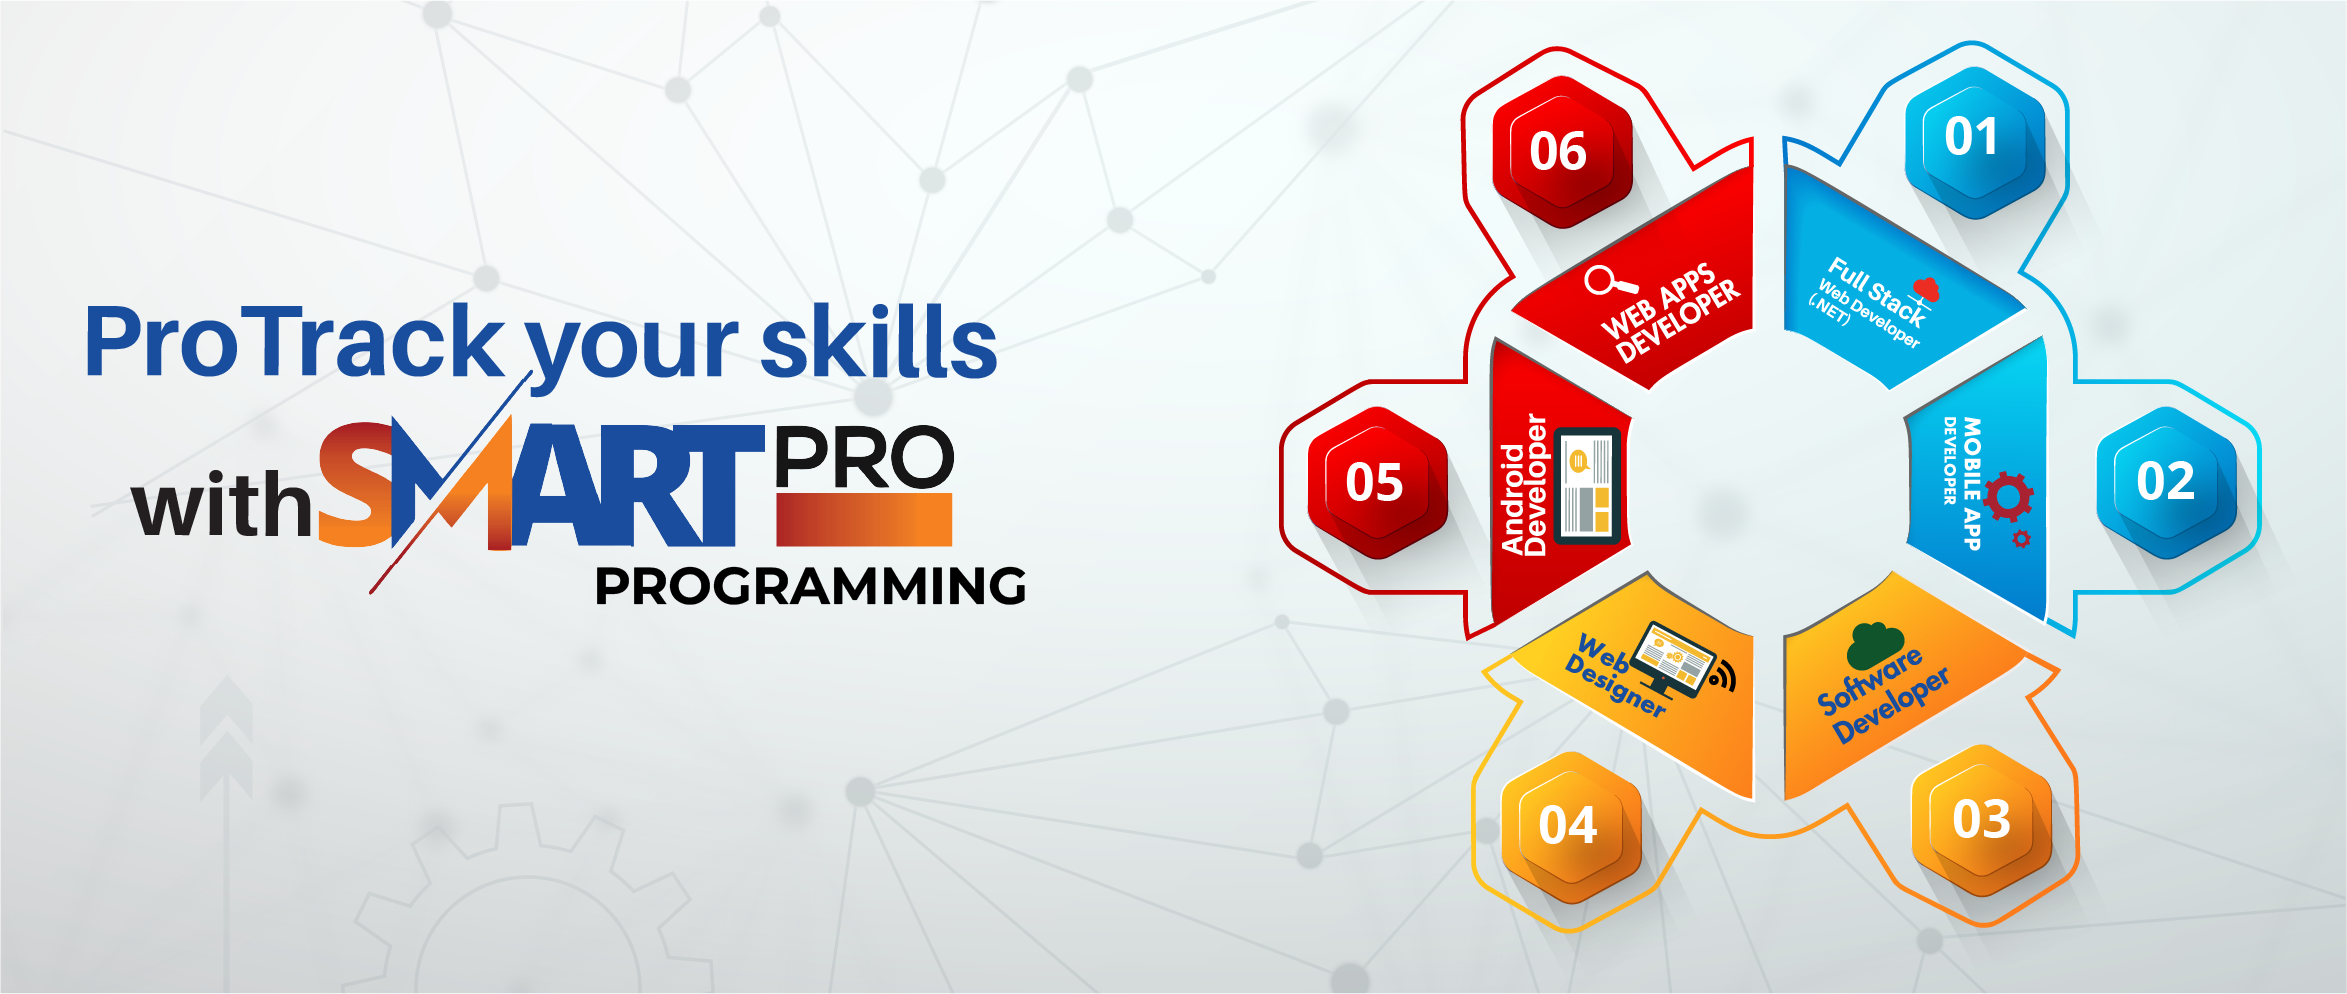 ProTrack your skills
with SMART PRO
PROGRAMMING
01
Full Stack
Web Developer
(.NET)
02
MOBILE APP
DEVELOPER
03
Software
Developer
04
Web
Designer
05
Android
Developer
06
WEB APPS
DEVELOPER